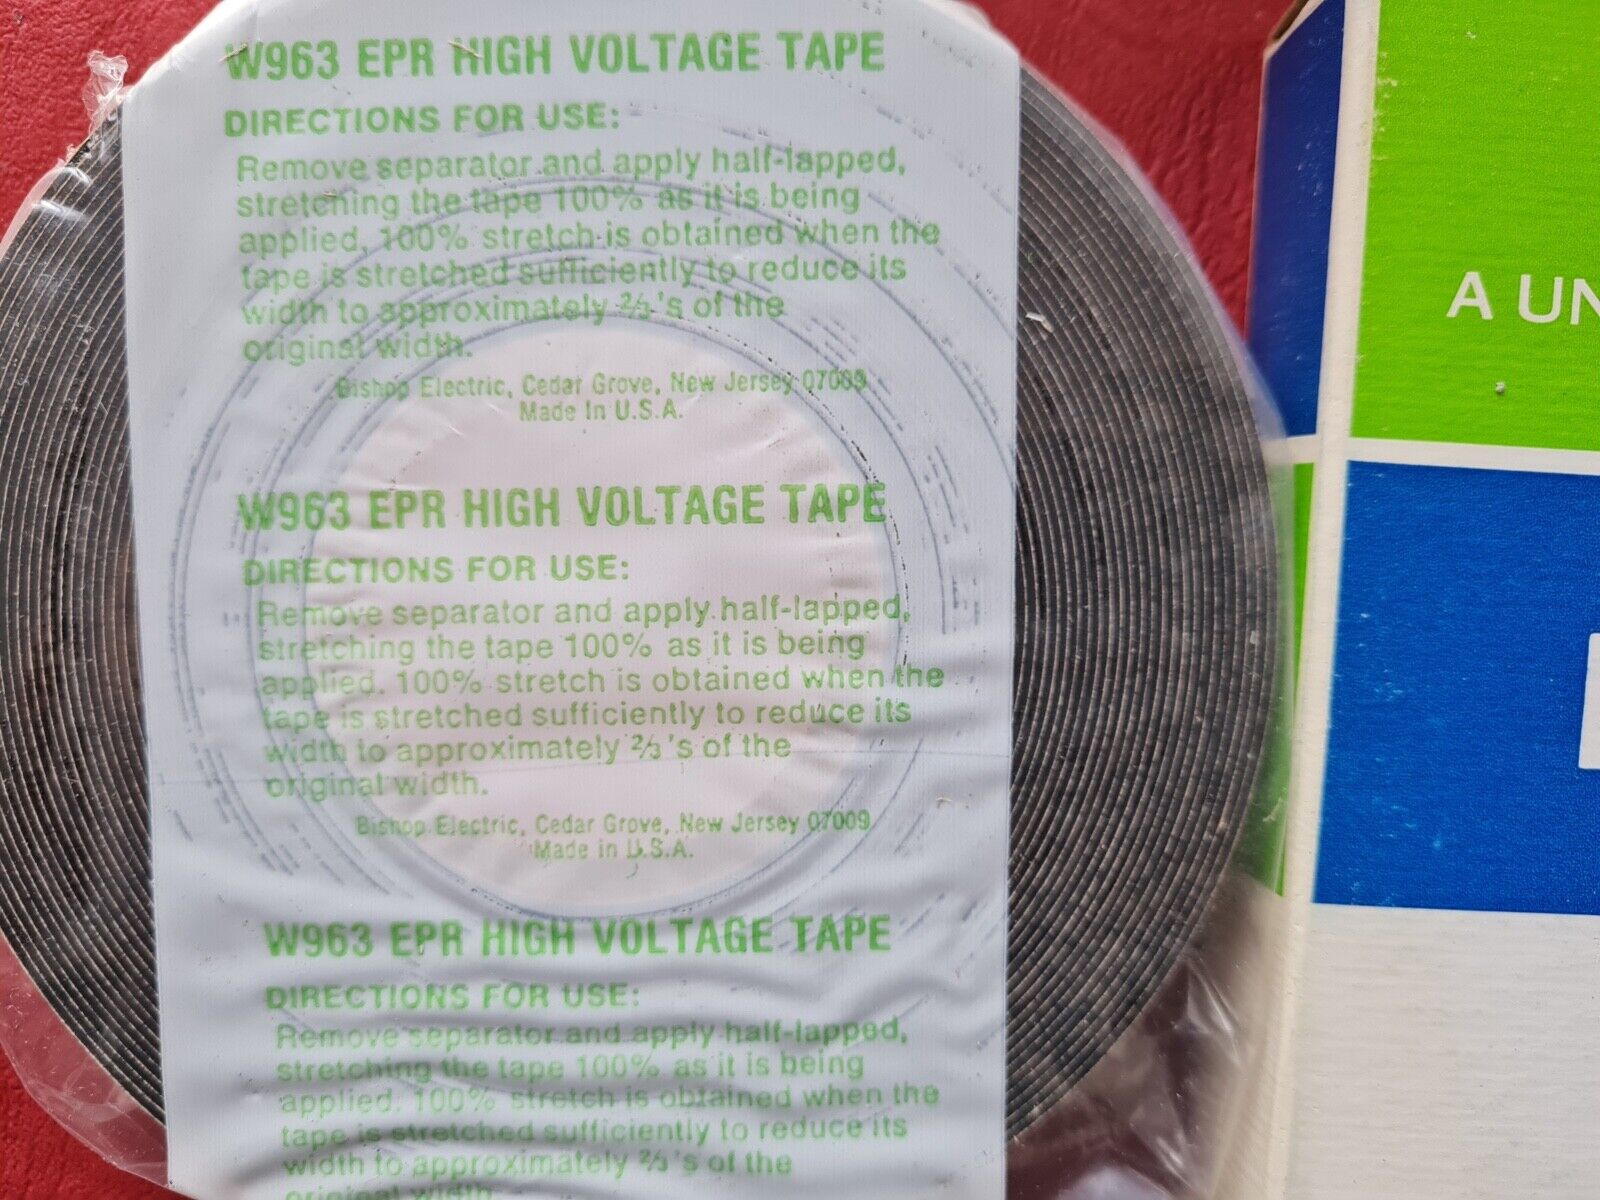 W963 EPR HIGH VOLTAGE TAPE
DIRECTIONS FOR USE:
Remove separator and apply half-lapped,
stretching the tape 100% as it is being
applied. 100% stretch is obtained when the
tape is stretched sufficiently to reduce its
width to approximately ⅔'s of the
original width.
Bishop Electric, Cedar Grove, New Jersey 07009
Made in U.S.A.
W963 EPR HIGH VOLTAGE TAPE
DIRECTIONS FOR USE:
Remove separator and apply half-lapped,
stretching the tape 100% as it is being
applied. 100% stretch is obtained when the
tape is stretched sufficiently to reduce its
width to approximately ⅔'s of the
original width.
Bishop Electric, Cedar Grove, New Jersey 07009
Made in U.S.A.
W963 EPR HIGH VOLTAGE TAPE
DIRECTIONS FOR USE:
Remove separator and apply half-lapped,
stretching the tape 100% as it is being
applied. 100% stretch is obtained when the
tape is stretched sufficiently to reduce its
width to approximately ⅔'s of the
original width.
A UN